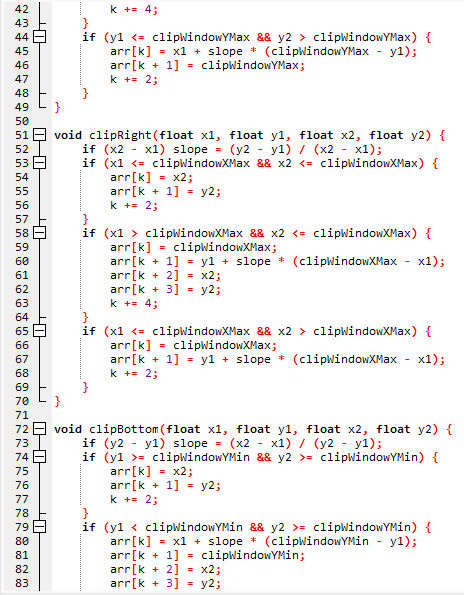 42 k += 4;
43 }
44 if (y1 <= clipWindowYMax && y2 > clipWindowYMax) {
45 arr[k] = x1 + slope * (clipWindowYMax - y1);
46 arr[k + 1] = clipWindowYMax;
47 k += 2;
48 }
49 }
50
51 void clipRight(float x1, float y1, float x2, float y2) {
52 if (x2 - x1) slope = (y2 - y1) / (x2 - x1);
53 if (x1 <= clipWindowXMax && x2 <= clipWindowXMax) {
54 arr[k] = x2;
55 arr[k + 1] = y2;
56 k += 2;
57 }
58 if (x1 > clipWindowXMax && x2 <= clipWindowXMax) {
59 arr[k] = clipWindowXMax;
60 arr[k + 1] = y1 + slope * (clipWindowXMax - x1);
61 arr[k + 2] = x2;
62 arr[k + 3] = y2;
63 k += 4;
64 }
65 if (x1 <= clipWindowXMax && x2 > clipWindowXMax) {
66 arr[k] = clipWindowXMax;
67 arr[k + 1] = y1 + slope * (clipWindowXMax - x1);
68 k += 2;
69 }
70 }
71
72 void clipBottom(float x1, float y1, float x2, float y2) {
73 if (y2 - y1) slope = (x2 - x1) / (y2 - y1);
74 if (y1 >= clipWindowYMin && y2 >= clipWindowYMin) {
75 arr[k] = x2;
76 arr[k + 1] = y2;
77 k += 2;
78 }
79 if (y1 < clipWindowYMin && y2 >= clipWindowYMin) {
80 arr[k] = x1 + slope * (clipWindowYMin - y1);
81 arr[k + 1] = clipWindowYMin;
82 arr[k + 2] = x2;
83 arr[k + 3] = y2;